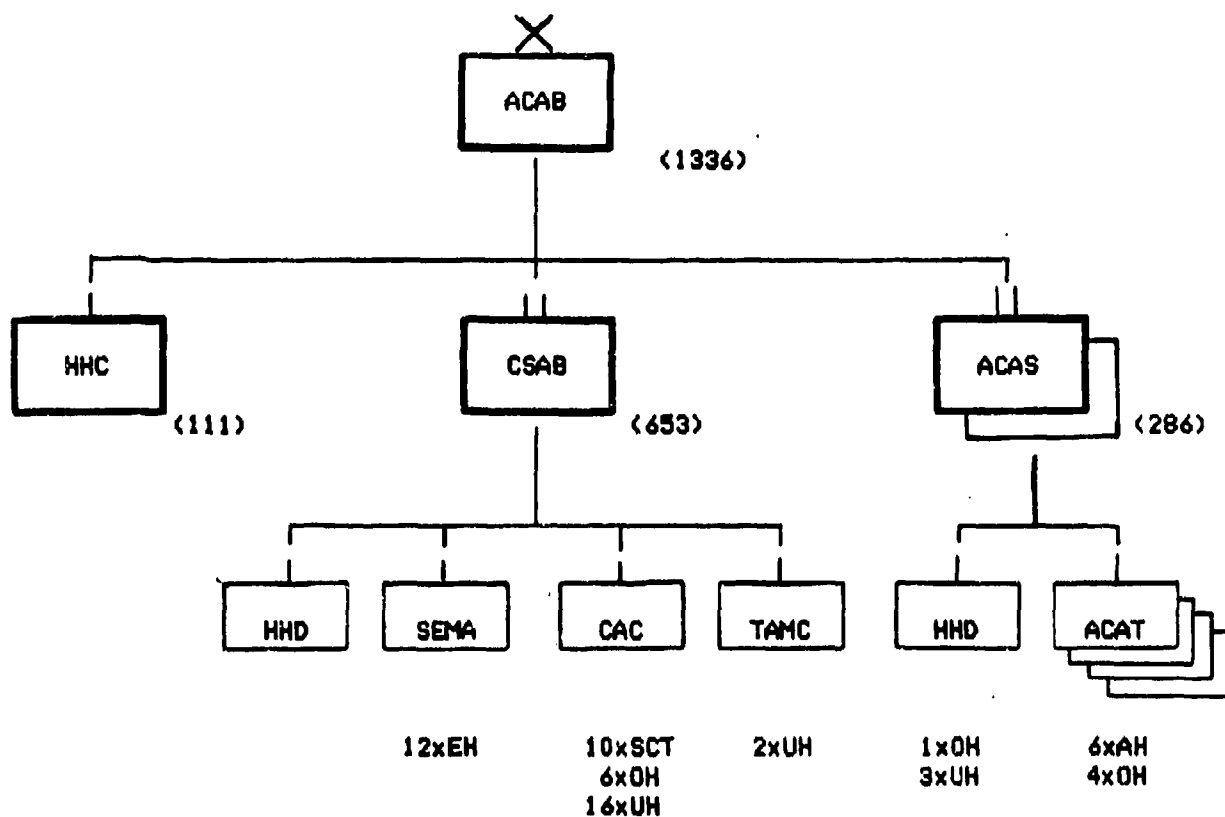 ACAB
(1336)
HHC
CSAB
ACAS
(111)
(653)
(286)
HHD
SEMA
CAC
TAMC
HHD
ACAT
12xEH
10xSCT
2xUH
1xOH
6xAH
6xOH
3xUH
4xOH
16xUH